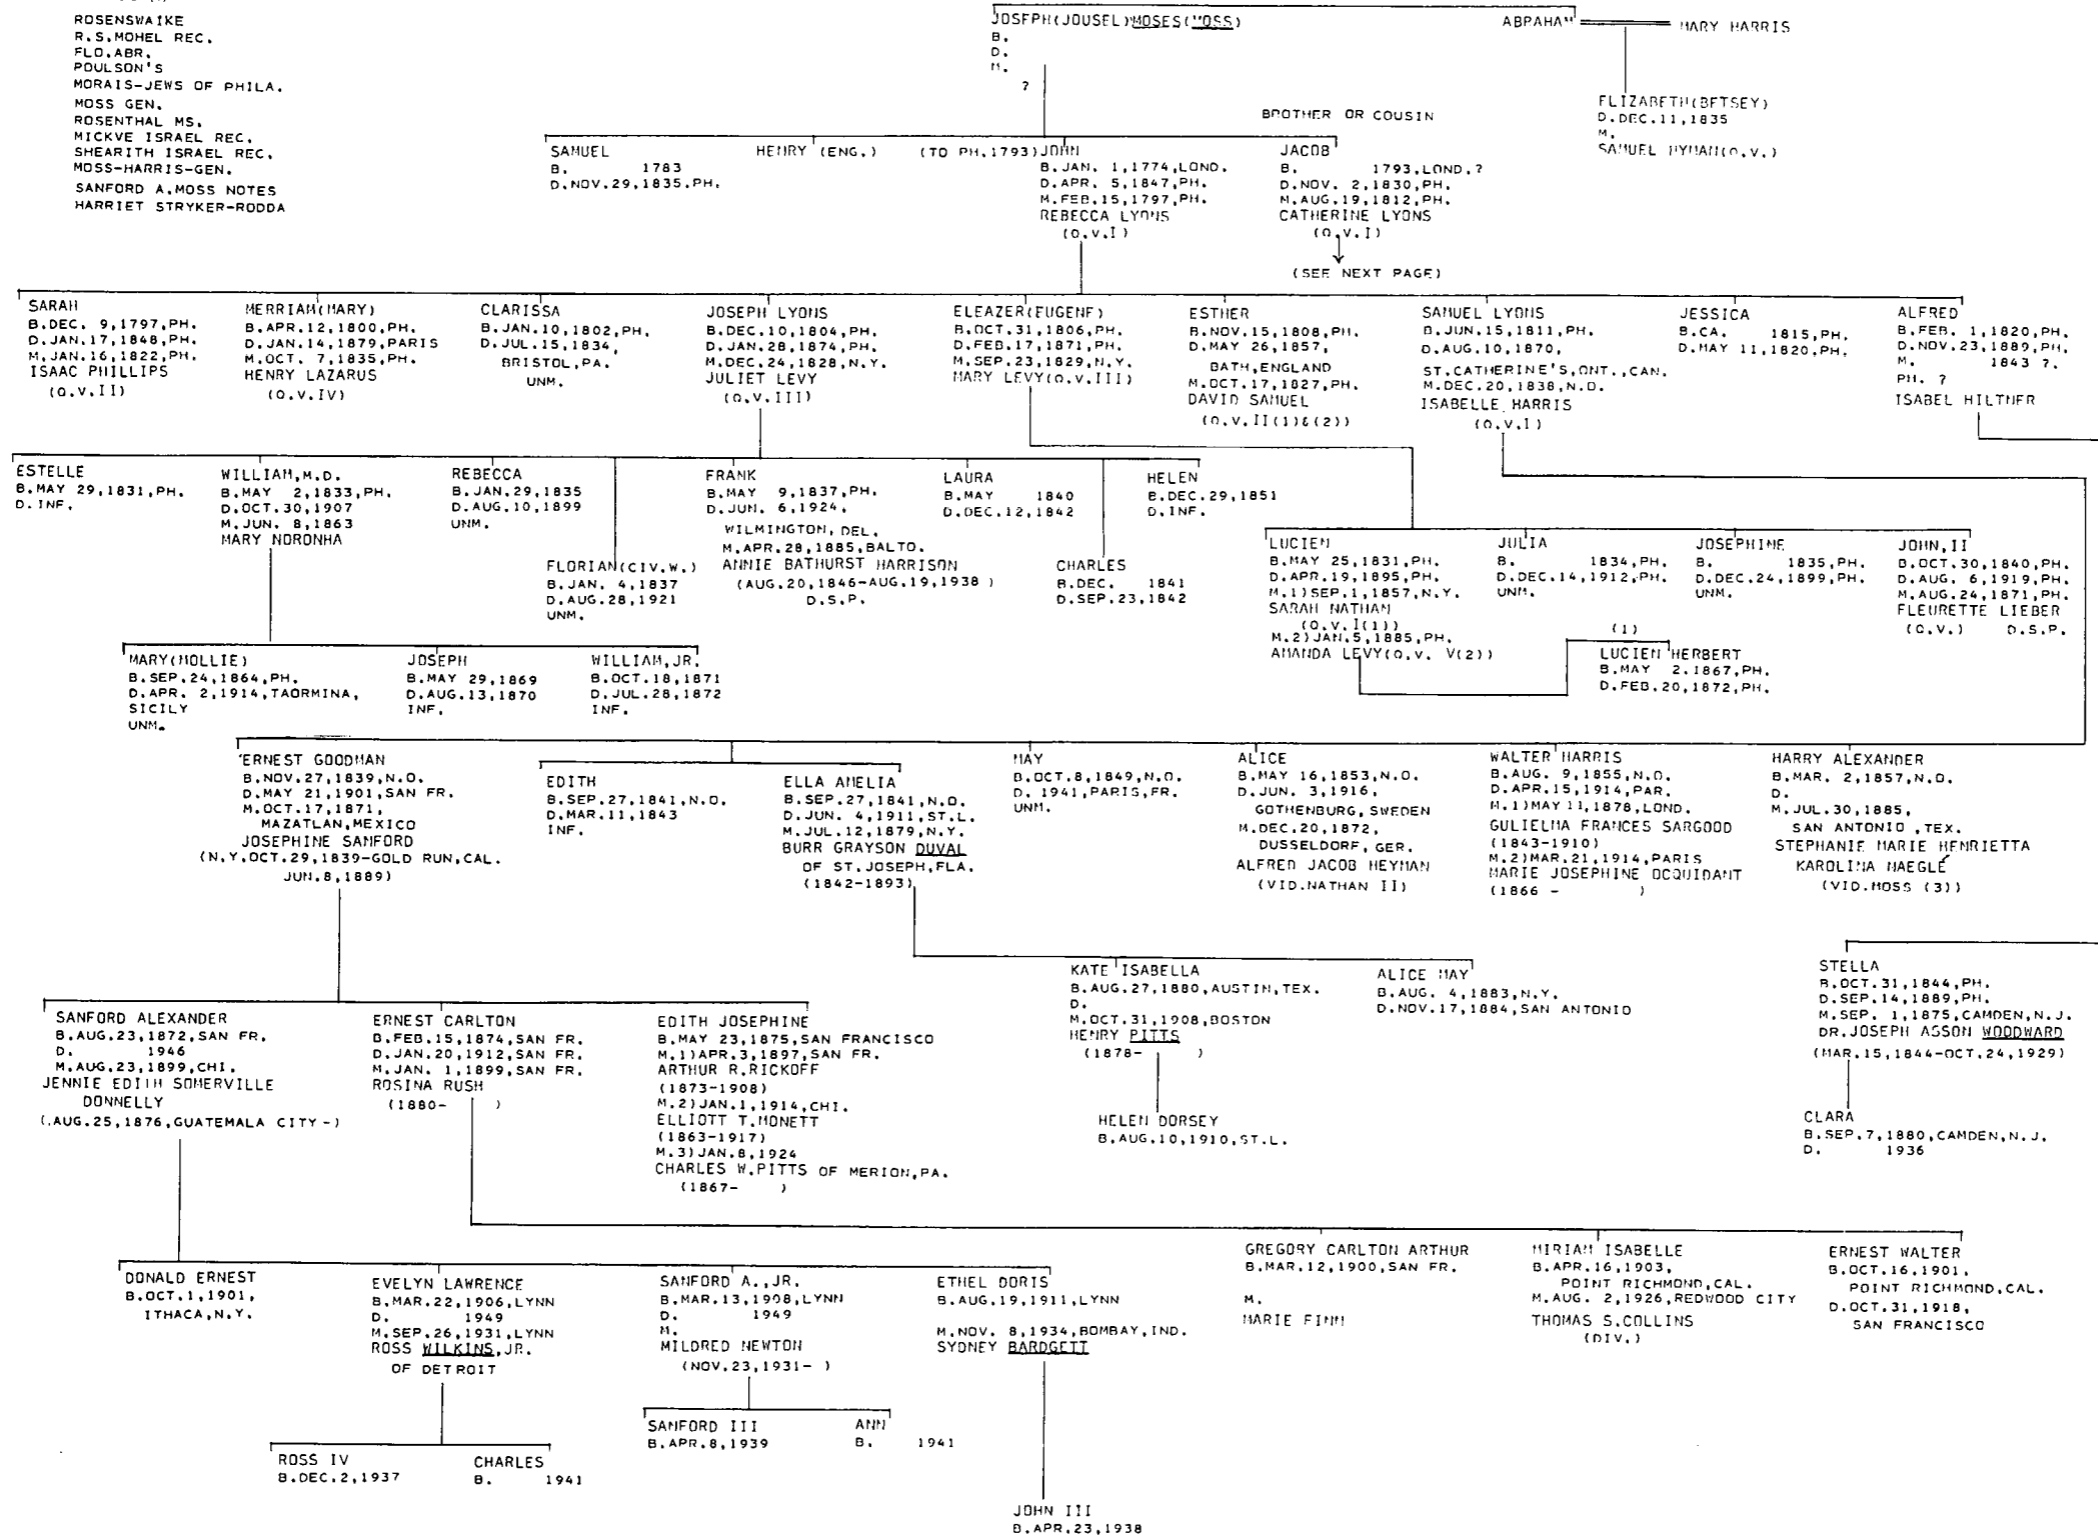 ROSENSWAIKE
R.S.MOHEL REC.
FLO.ABR.
POULSON'S
MORAIS-JEWS OF PHILA.
MOSS GEN.
ROSENTHAL MS.
MICKVE ISRAEL REC.
SHEARITH ISRAEL REC.
MOSS-HARRIS-GEN.
SANFORD A.MOSS NOTES
HARRIET STRYKER-RODDA
JOSEPH(JOUSEL)MOSES(MOSS)
B.
D.
M.
?
ABRAHAM
MARY HARRIS
ELIZABETH(BETSEY)
D.DEC.11,1835
M.
SAMUEL HYMAN(Q.V.)
BROTHER OR COUSIN
SAMUEL
B. 1783
D.NOV.29,1835.PH.
HENRY (ENG.)
(TO PH.1793) JOHN
B.JAN. 1,1774,LOND.
D.APR. 5,1847,PH.
M.FEB.15,1797,PH.
REBECCA LYONS
(Q.V.I)
JACOB
B. 1793,LOND.?
D.NOV. 2,1830,PH.
M.AUG.19,1812,PH.
CATHERINE LYONS
(Q.V.I)
(SEE NEXT PAGE)
SARAH
B.DEC. 9,1797,PH.
D.JAN.17,1848,PH.
M.JAN.16,1822,PH.
ISAAC PHILLIPS
(Q.V.II)
MERRIAM(MARY)
B.APR.12,1800,PH.
D.JAN.14,1879,PARIS
M.OCT. 7,1835,PH.
HENRY LAZARUS
(Q.V.IV)
CLARISSA
B.JAN.10,1802,PH.
D.JUL.15,1834,
BRISTOL,PA.
UNM.
JOSEPH LYONS
B.DEC.10,1804,PH.
D.JAN.28,1874,PH.
M.DEC.24,1828,N.Y.
JULIET LEVY
(Q.V.III)
ELEAZER(EUGENE)
B.OCT.31,1806,PH.
D.FEB.17,1871,PH.
M.SEP.23,1829,N.Y.
MARY LEVY(Q.V.III)
ESTHER
B.NOV.15,1808,PH.
D.MAY 26,1857,
BATH,ENGLAND
M.OCT.17,1827,PH.
DAVID SAMUEL
(Q.V.II(1)&(2))
SAMUEL LYONS
B.JUN.15,1811,PH.
D.AUG.10,1870,
ST.CATHERINE'S,ONT.,CAN.
M.DEC.20,1838,N.O.
ISABELLE HARRIS
(Q.V.I)
JESSICA
B.CA. 1815,PH.
D.MAY 11,1820,PH.
ALFRED
B.FEB. 1,1820,PH.
D.NOV.23,1889,PH.
M. 1843 ?.
PH. ?
ISABEL HILTNER
ESTELLE
B.MAY 29,1831,PH.
D.INF.
WILLIAM,M.D.
B.MAY 2,1833,PH.
D.OCT.30,1907
M.JUN. 8,1863
MARY NORONHA
REBECCA
B.JAN.29,1835
D.AUG.10,1899
UNM.
FLORIAN(CIV.W.)
B.JAN. 4,1837
D.AUG.28,1921
UNM.
FRANK
B.MAY 9,1837,PH.
D.JUN. 6,1924,
WILMINGTON, DEL.
M.APR.28,1885,BALTO.
ANNIE BATHURST HARRISON
(AUG.20,1846-AUG.19,1938 )
D.S.P.
LAURA
B.MAY 1840
D.DEC.12,1842
CHARLES
B.DEC. 1841
D.SEP.23,1842
HELEN
B.DEC.29,1851
D.INF.
LUCIEN
B.MAY 25,1831,PH.
D.APR.19,1895,PH.
M.1)SEP.1,1857,N.Y.
SARAH NATHAN
(Q.V.I(1))
M.2)JAN.5,1885,PH.
AMANDA LEVY(Q.V. V(2))
JULIA
B. 1834,PH.
D.DEC.14,1912,PH.
UNM.
JOSEPHINE
B. 1835,PH.
D.DEC.24,1899,PH.
UNM.
JOHN,II
B.OCT.30,1840,PH.
D.AUG. 6,1919,PH.
M.AUG.24,1871,PH.
FLEURETTE LIEBER
(Q.V.) D.S.P.
(1)
LUCIEN HERBERT
B.MAY 2.1867,PH.
D.FEB.20,1872,PH.
MARY(MOLLIE)
B.SEP.24,1864,PH.
D.APR. 2,1914,TAORMINA,
SICILY
UNM.
JOSEPH
B.MAY 29,1869
D.AUG.13,1870
INF.
WILLIAM,JR.
B.OCT.18,1871
D.JUL.28,1872
INF.
ERNEST GOODMAN
B.NOV.27,1839,N.O.
D.MAY 21,1901,SAN FR.
M.OCT.17,1871,
MAZATLAN,MEXICO
JOSEPHINE SANFORD
(N.Y.OCT.29,1839-GOLD RUN,CAL.
JUN.8,1889)
EDITH
B.SEP.27,1841,N.O.
D.MAR.11,1843
INF.
ELLA AMELIA
B.SEP.27,1841,N.O.
D.JUN. 4,1911,ST.L.
M.JUL.12,1879,N.Y.
BURR GRAYSON DUVAL
OF ST.JOSEPH,FLA.
(1842-1893)
MAY
B.OCT.8,1849,N.O.
D. 1941,PARIS,FR.
UNM.
ALICE
B.MAY 16,1853,N.O.
D.JUN. 3,1916,
GOTHENBURG, SWEDEN
M.DEC.20,1872,
DUSSELDORF, GER.
ALFRED JACOB HEYMAN
(VID.NATHAN II)
WALTER HARRIS
B.AUG. 9,1855,N.O.
D.APR.15,1914,PAR.
M.1)MAY 11,1878,LOND.
GULIELMA FRANCES SARGOOD
(1843-1910)
M.2)MAR.21,1914,PARIS
MARIE JOSEPHINE OCQUIDANT
(1866 - )
HARRY ALEXANDER
B.MAR. 2,1857,N.O.
D.
M.JUL.30,1885,
SAN ANTONIO ,TEX.
STEPHANIE MARIE HENRIETTA
KAROLINA NAEGLÉ
(VID.MOSS (3))
KATE ISABELLA
B.AUG.27,1880,AUSTIN,TEX.
D.
M.OCT.31,1908,BOSTON
HENRY PITTS
(1878- )
ALICE MAY
B.AUG. 4,1883,N.Y.
D.NOV.17,1884,SAN ANTONIO
STELLA
B.OCT.31,1844,PH.
D.SEP.14,1889,PH.
M.SEP. 1,1875,CAMDEN,N.J.
DR.JOSEPH ASSON WOODWARD
(MAR.15,1844-OCT.24,1929)
SANFORD ALEXANDER
B.AUG.23,1872,SAN FR.
D. 1946
M.AUG.23,1899,CHI.
JENNIE EDITH SOMERVILLE
DONNELLY
(.AUG.25,1876,GUATEMALA CITY -)
ERNEST CARLTON
B.FEB.15,1874,SAN FR.
D.JAN.20,1912,SAN FR.
M.JAN. 1,1899,SAN FR.
ROSINA RUSH
(1880- )
EDITH JOSEPHINE
B.MAY 23,1875,SAN FRANCISCO
M.1)APR.3,1897,SAN FR.
ARTHUR R.RICKOFF
(1873-1908)
M.2)JAN.1,1914,CHI.
ELLIOTT T.MONETT
(1863-1917)
M.3)JAN.8,1924
CHARLES W.PITTS OF MERION,PA.
(1867- )
HELEN DORSEY
B.AUG.10,1910,ST.L.
CLARA
B.SEP.7,1880,CAMDEN,N.J.
D. 1936
DONALD ERNEST
B.OCT.1,1901,
ITHACA,N.Y.
EVELYN LAWRENCE
B.MAR.22,1906,LYNN
D. 1949
M.SEP.26,1931,LYNN
ROSS WILKINS,JR.
OF DETROIT
SANFORD A.,JR.
B.MAR.13,1908,LYNN
D. 1949
M.
MILDRED NEWTON
(NOV.23,1931- )
ETHEL DORIS
B.AUG.19,1911,LYNN
M.NOV. 8,1934,BOMBAY,IND.
SYDNEY BARDGETT
GREGORY CARLTON ARTHUR
B.MAR.12,1900,SAN FR.
M.
MARIE FINN
MIRIAM ISABELLE
B.APR.16,1903,
POINT RICHMOND,CAL.
M.AUG. 2,1926,REDWOOD CITY
THOMAS S.COLLINS
(DIV.)
ERNEST WALTER
B.OCT.16,1901,
POINT RICHMOND,CAL.
D.OCT.31,1918,
SAN FRANCISCO
SANFORD III
B.APR.8,1939
ANN
B. 1941
ROSS IV
B.DEC.2,1937
CHARLES
B. 1941
JOHN III
B.APR.23,1938